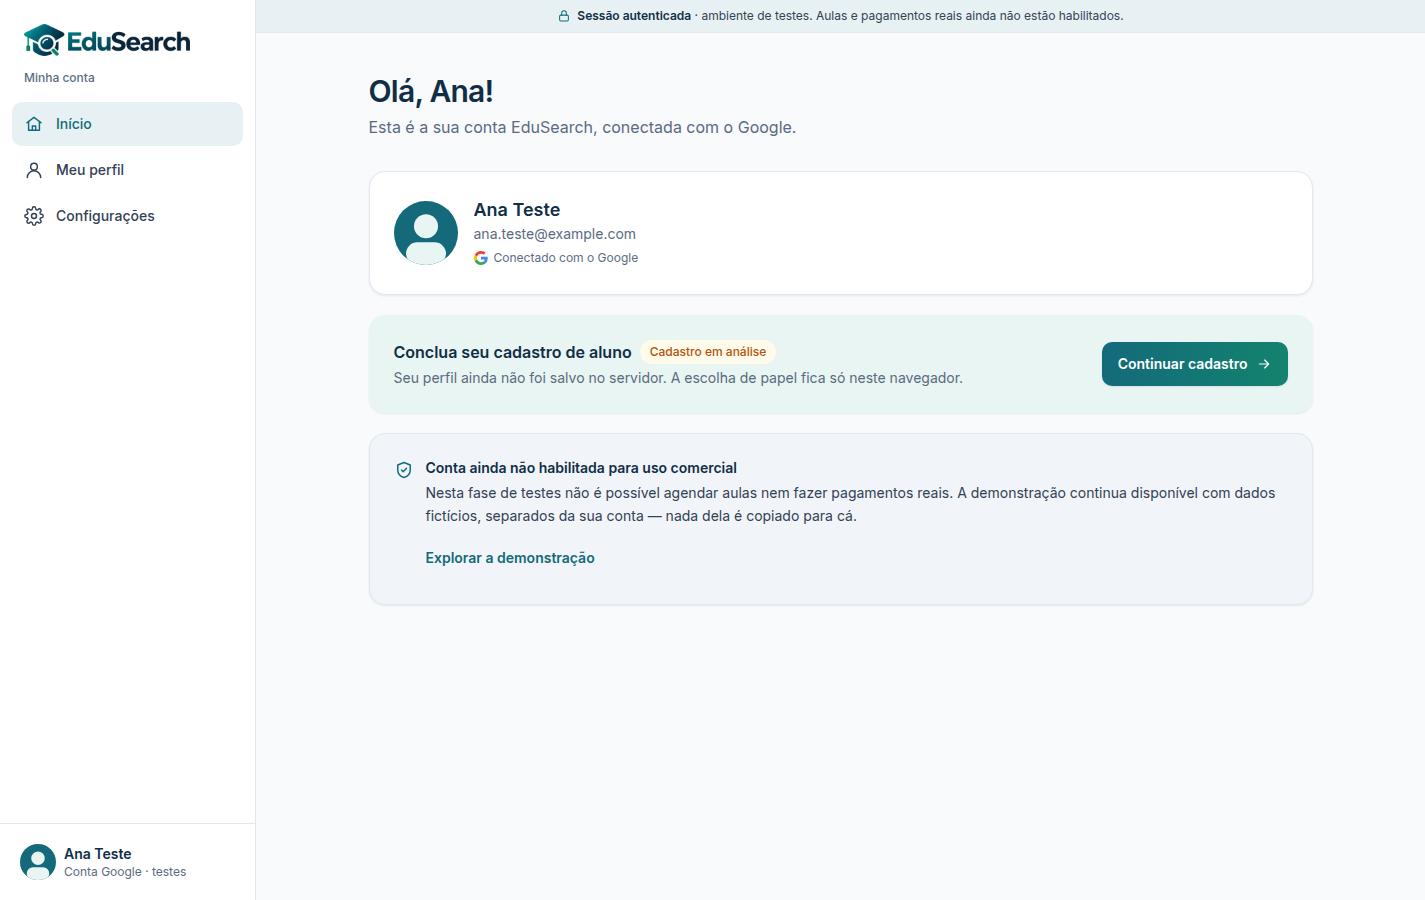 EduSearch
Minha conta
Início
Meu perfil
Configurações
Ana Teste
Conta Google · testes
Sessão autenticada · ambiente de testes. Aulas e pagamentos reais ainda não estão habilitados.
Olá, Ana!
Esta é a sua conta EduSearch, conectada com o Google.
Ana Teste
ana.teste@example.com
Conectado com o Google
Conclua seu cadastro de aluno Cadastro em análise
Seu perfil ainda não foi salvo no servidor. A escolha de papel fica só neste navegador.
Continuar cadastro
Conta ainda não habilitada para uso comercial
Nesta fase de testes não é possível agendar aulas nem fazer pagamentos reais. A demonstração continua disponível com dados
fictícios, separados da sua conta — nada dela é copiado para cá.
Explorar a demonstração